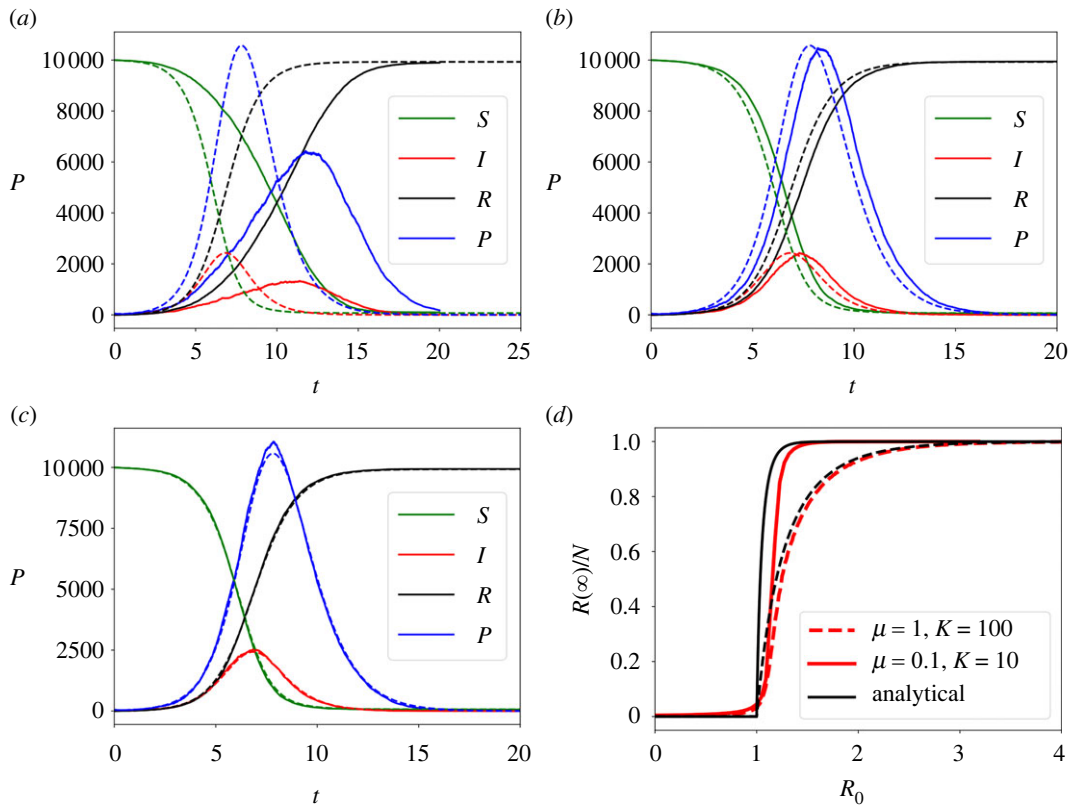 (a)
10 000
8000
6000
4000
2000
0
P
S
I
R
P
0 5 10 15 20 25
t
(b)
10 000
8000
6000
4000
2000
0
P
S
I
R
P
0 5 10 15 20
t
(c)
10 000
7500
5000
2500
0
P
S
I
R
P
0 5 10 15 20
t
(d)
1.0
0.8
0.6
0.4
0.2
0
R(∞)/N
μ = 1, K = 100
μ = 0.1, K = 10
analytical
0 1 2 3 4
R0